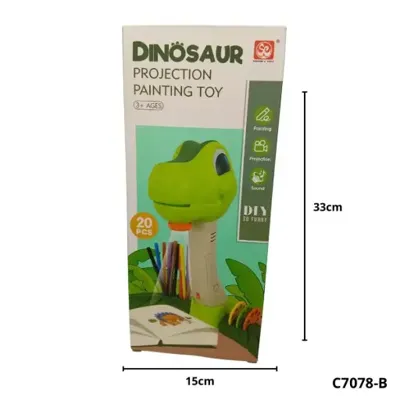 DINOSAUR
PROJECTION
PAINTING TOY
3+ AGES
Painting
Projection
Sound
DIY
20
PCS
33cm
15cm
C7078-B